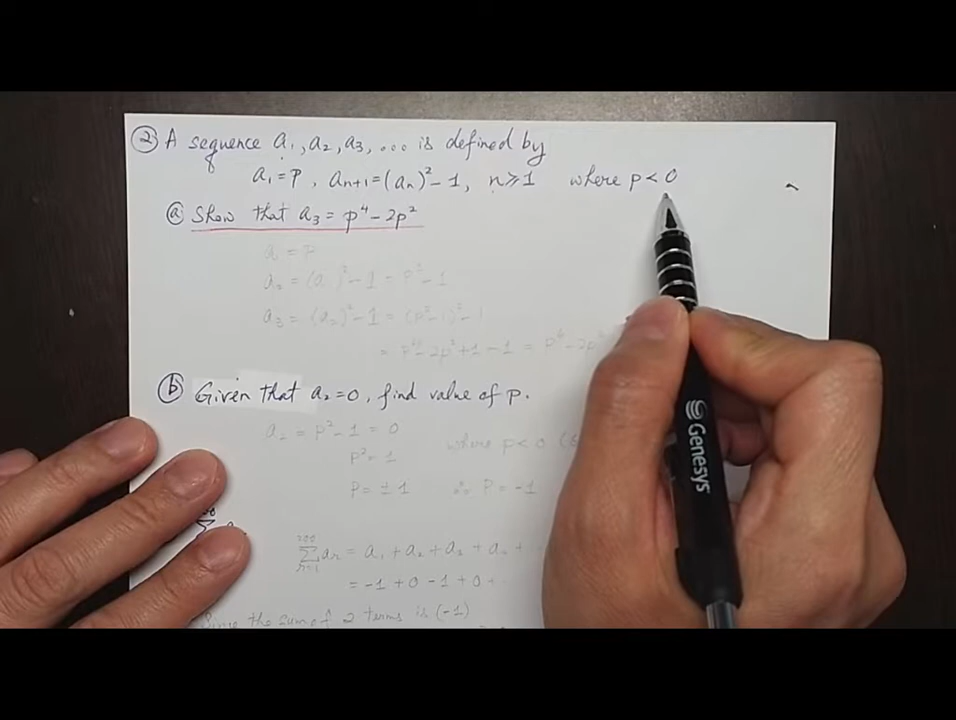 ② A sequence a₁, a₂, a₃, ... is defined by
a₁ = P , aₙ₊₁ = (aₙ)² - 1, n ≥ 1 where p < 0
ⓐ Show that a₃ = p⁴ - 2p²
a = P
a₂ = (a )² - 1 = P² - 1
a₃ = (a₂)² - 1 = (p² - 1)² - 1
= p⁴ - 2p² + 1 - 1 = p⁴ - 2p²
ⓑ Given that a₂ = 0, find value of p.
a₂ = p² - 1 = 0 where p < 0
p² = 1
p = ± 1 ∴ P = -1
= a₁ + a₂ + a₃ + a₄ +
= -1 + 0 - 1 + 0 +
Since the sum of 2 terms is (-1)
Genesys